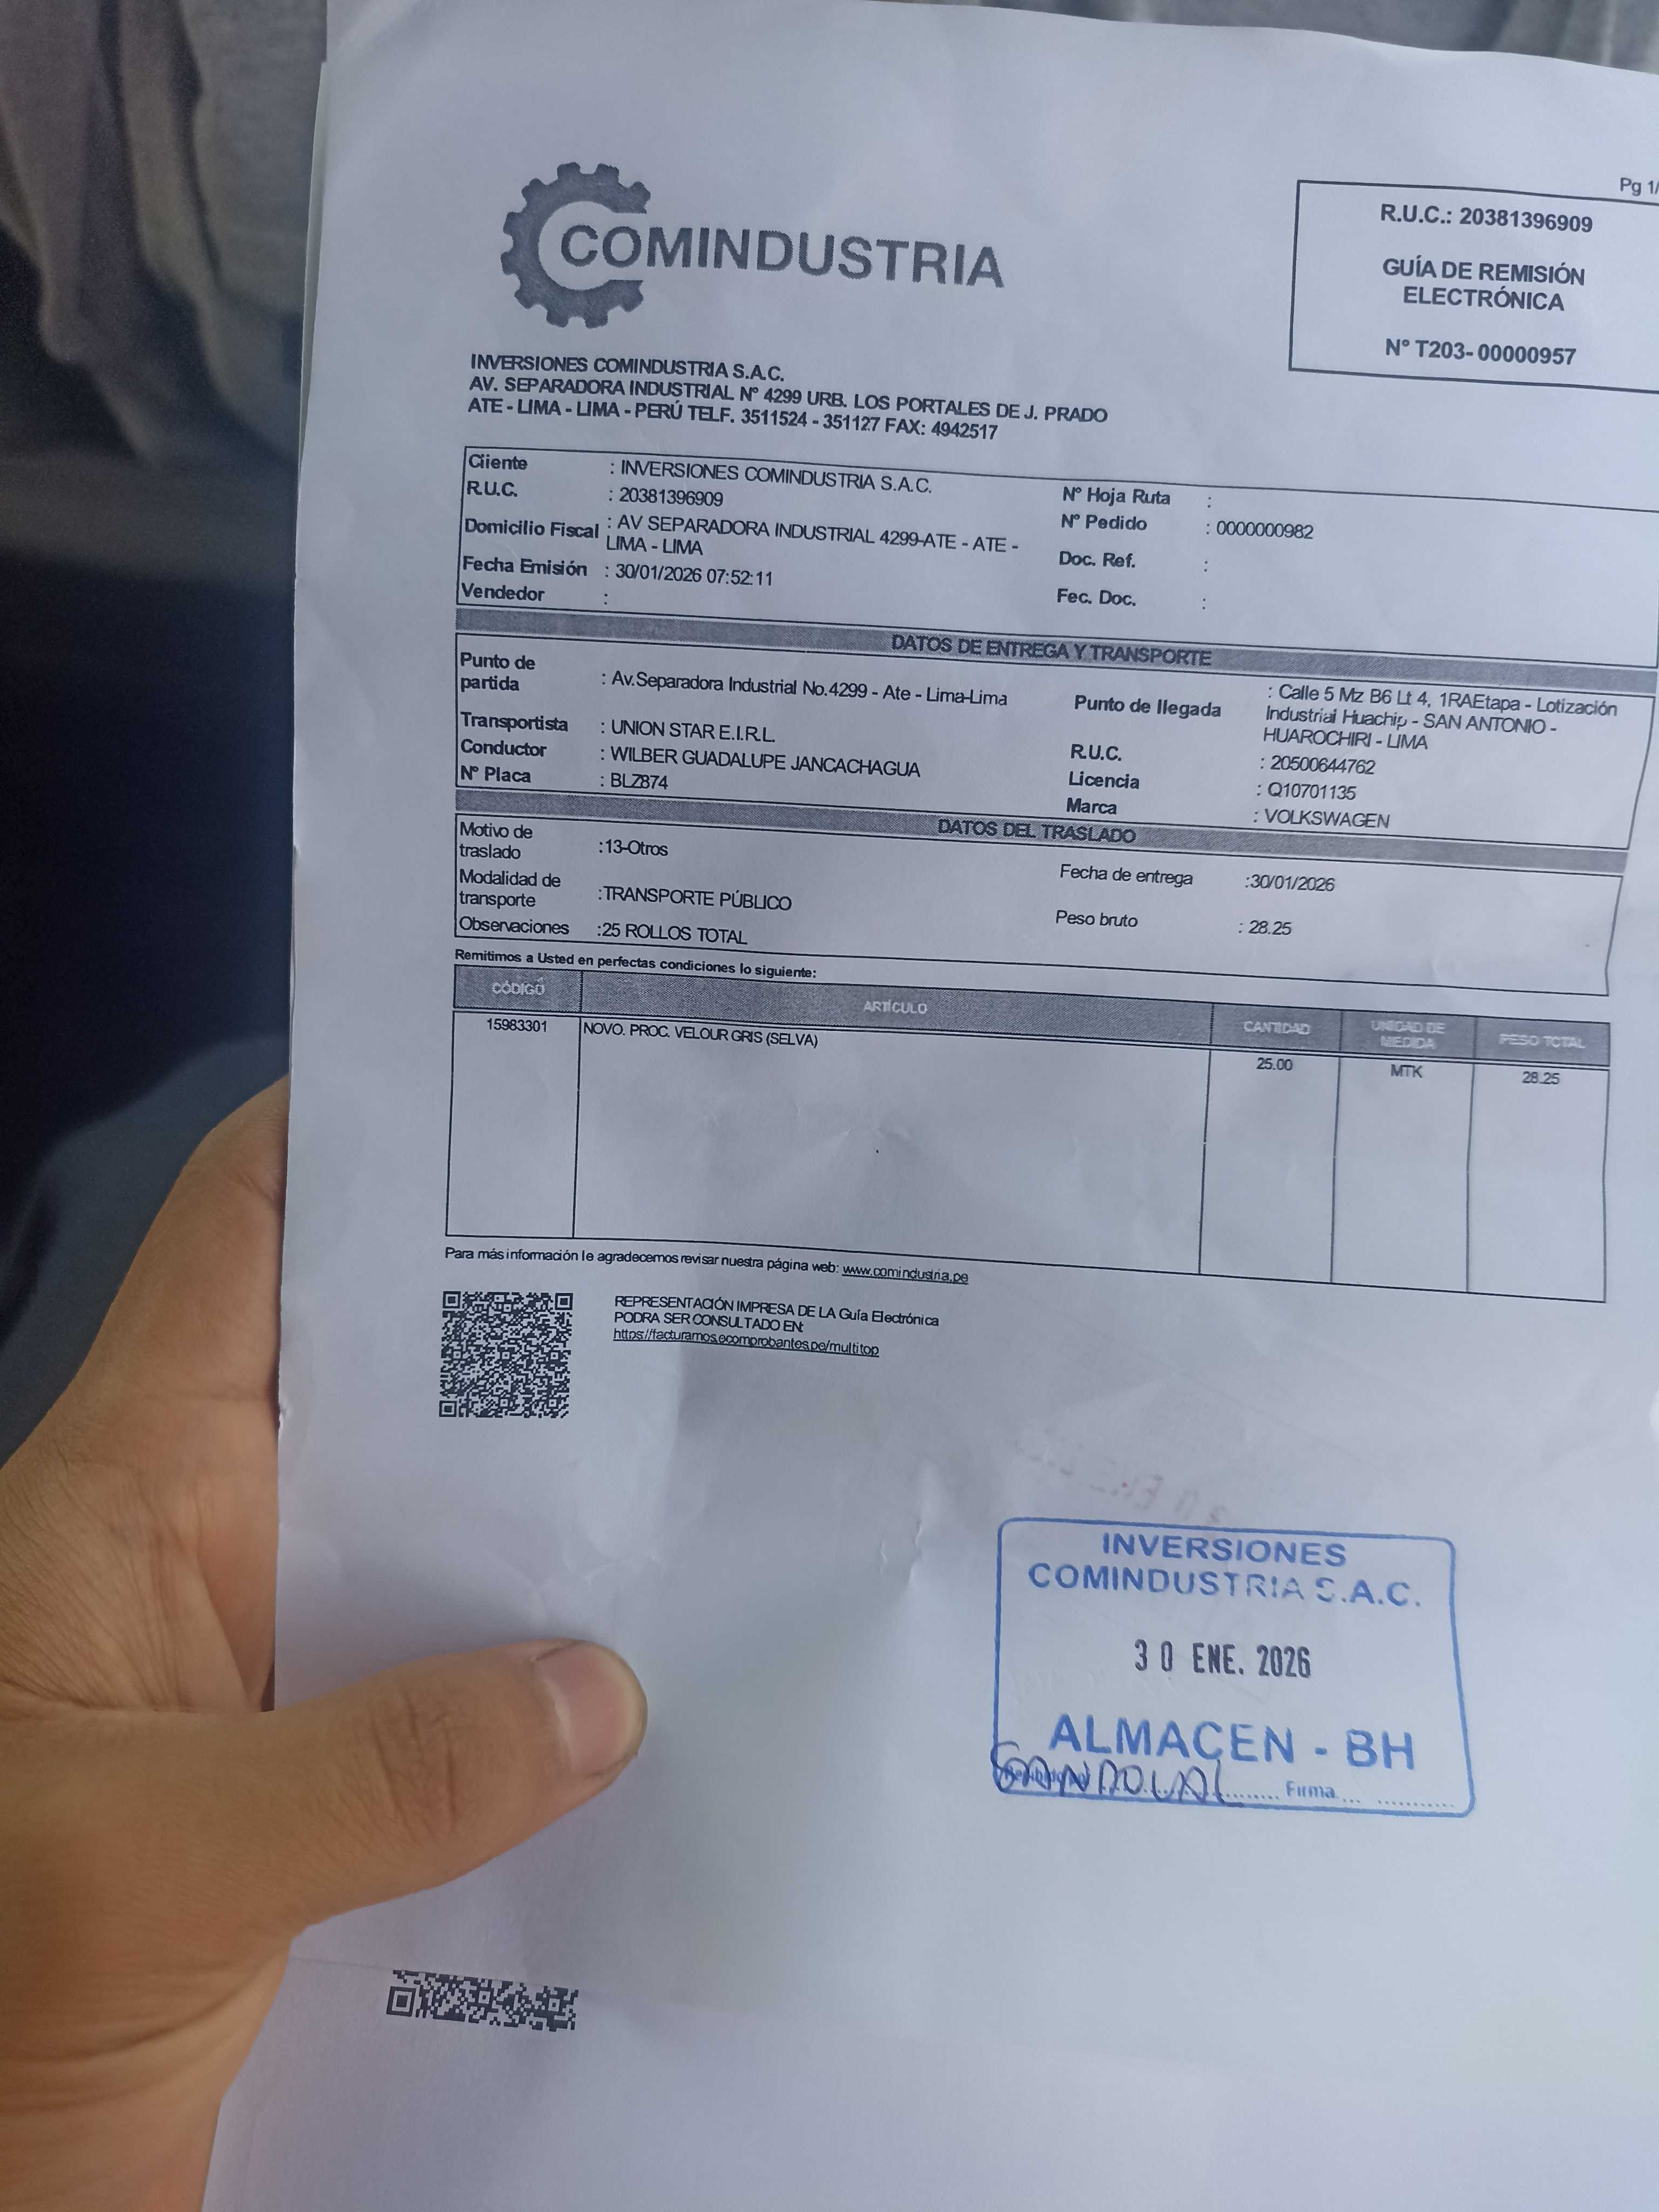 Pg 1/
COMINDUSTRIA
R.U.C.: 20381396909
GUÍA DE REMISIÓN
ELECTRÓNICA
N° T203- 00000957
INVERSIONES COMINDUSTRIA S.A.C.
AV. SEPARADORA INDUSTRIAL N° 4299 URB. LOS PORTALES DE J. PRADO
ATE - LIMA - LIMA - PERÚ TELF. 3511524 - 351127 FAX: 4942517
Cliente : INVERSIONES COMINDUSTRIA S.A.C.
R.U.C. : 20381396909
Domicilio Fiscal : AV SEPARADORA INDUSTRIAL 4299-ATE - ATE -
LIMA - LIMA
Fecha Emisión : 30/01/2026 07:52:11
Vendedor :
N° Hoja Ruta :
N° Pedido : 0000000982
Doc. Ref. :
Fec. Doc. :
DATOS DE ENTREGA Y TRANSPORTE
Punto de
partida : Av.Separadora Industrial No.4299 - Ate - Lima-Lima
Transportista : UNION STAR E.I.R.L.
Conductor : WILBER GUADALUPE JANCACHAGUA
N° Placa : BLZ874
Punto de llegada : Calle 5 Mz B6 Lt 4, 1RAEtapa - Lotización
Industrial Huachip - SAN ANTONIO -
HUAROCHIRI - LIMA
R.U.C. : 20500644762
Licencia : Q10701135
Marca : VOLKSWAGEN
DATOS DEL TRASLADO
Motivo de
traslado :13-Otros
Modalidad de
transporte :TRANSPORTE PÚBLICO
Observaciones :25 ROLLOS TOTAL
Fecha de entrega :30/01/2026
Peso bruto : 28.25
Remitimos a Usted en perfectas condiciones lo siguiente:
CÓDIGO ARTÍCULO CANTIDAD UNIDAD DE MEDIDA PESO TOTAL
15983301 NOVO. PROC. VELOUR GRIS (SELVA) 25.00 MTK 28.25
Para más información le agradecemos revisar nuestra página web: www.comindustria.pe
REPRESENTACIÓN IMPRESA DE LA Guía Electrónica
PODRA SER CONSULTADO EN:
https://facturamos.ecomprobantes.pe/multitop
INVERSIONES
COMINDUSTRIA S.A.C.
30 ENE. 2026
ALMACEN - BH
SANDOVAL Firma